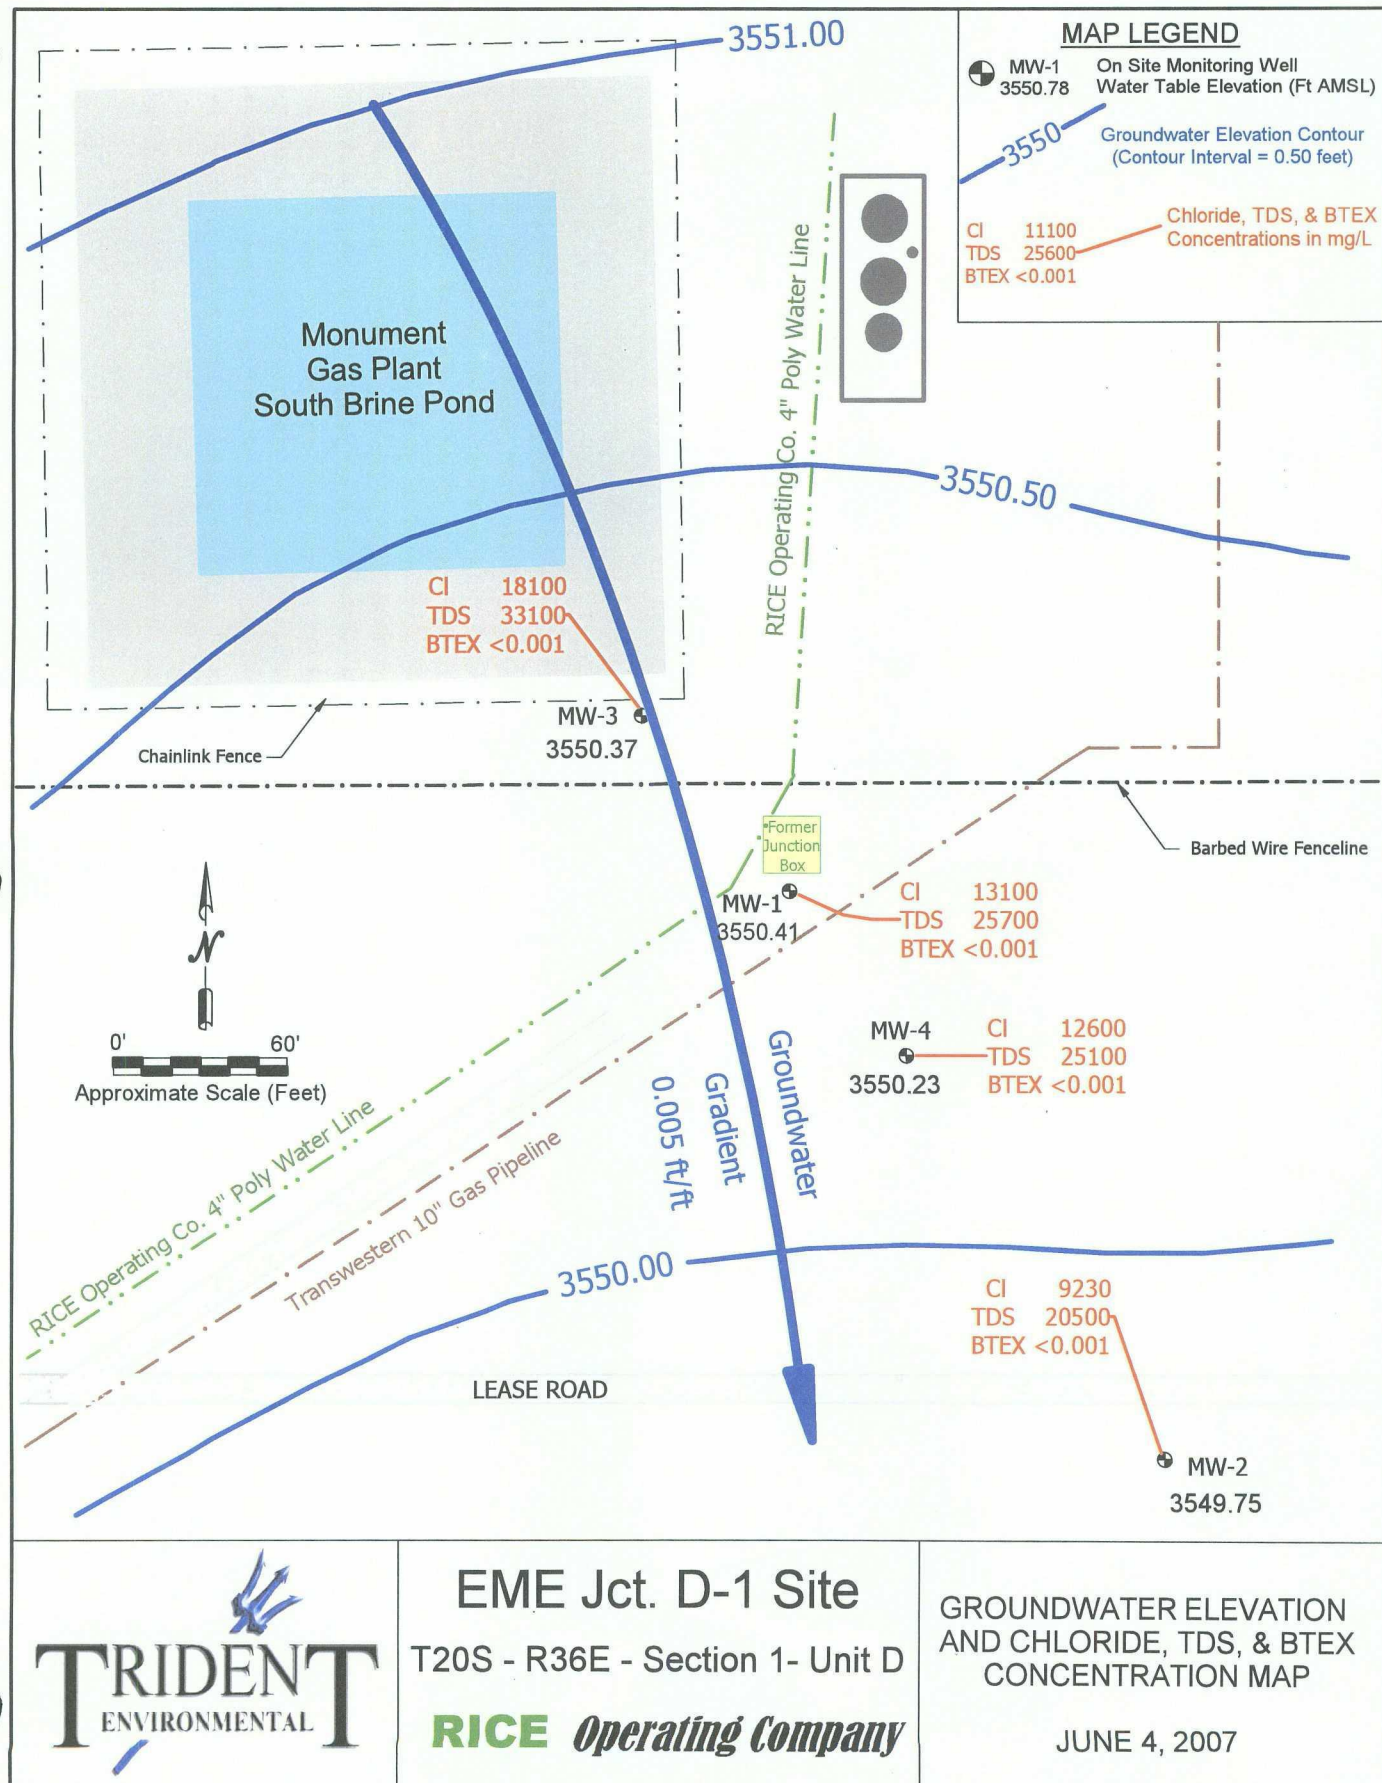 3551.00
MAP LEGEND
MW-1
3550.78
On Site Monitoring Well
Water Table Elevation (Ft AMSL)
3550
Groundwater Elevation Contour
(Contour Interval = 0.50 feet)
Cl 11100
TDS 25600
BTEX <0.001
Chloride, TDS, & BTEX
Concentrations in mg/L
Monument
Gas Plant
South Brine Pond
RICE Operating Co. 4" Poly Water Line
3550.50
Cl 18100
TDS 33100
BTEX <0.001
MW-3
3550.37
Chainlink Fence
Former
Junction
Box
Barbed Wire Fenceline
MW-1
3550.41
Cl 13100
TDS 25700
BTEX <0.001
N
0' 60'
Approximate Scale (Feet)
MW-4
3550.23
Cl 12600
TDS 25100
BTEX <0.001
Groundwater
Gradient
0.005 ft/ft
RICE Operating Co. 4" Poly Water Line
Transwestern 10" Gas Pipeline
3550.00
Cl 9230
TDS 20500
BTEX <0.001
LEASE ROAD
MW-2
3549.75
TRIDENT
ENVIRONMENTAL
EME Jct. D-1 Site
T20S - R36E - Section 1- Unit D
RICE Operating Company
GROUNDWATER ELEVATION
AND CHLORIDE, TDS, & BTEX
CONCENTRATION MAP
JUNE 4, 2007